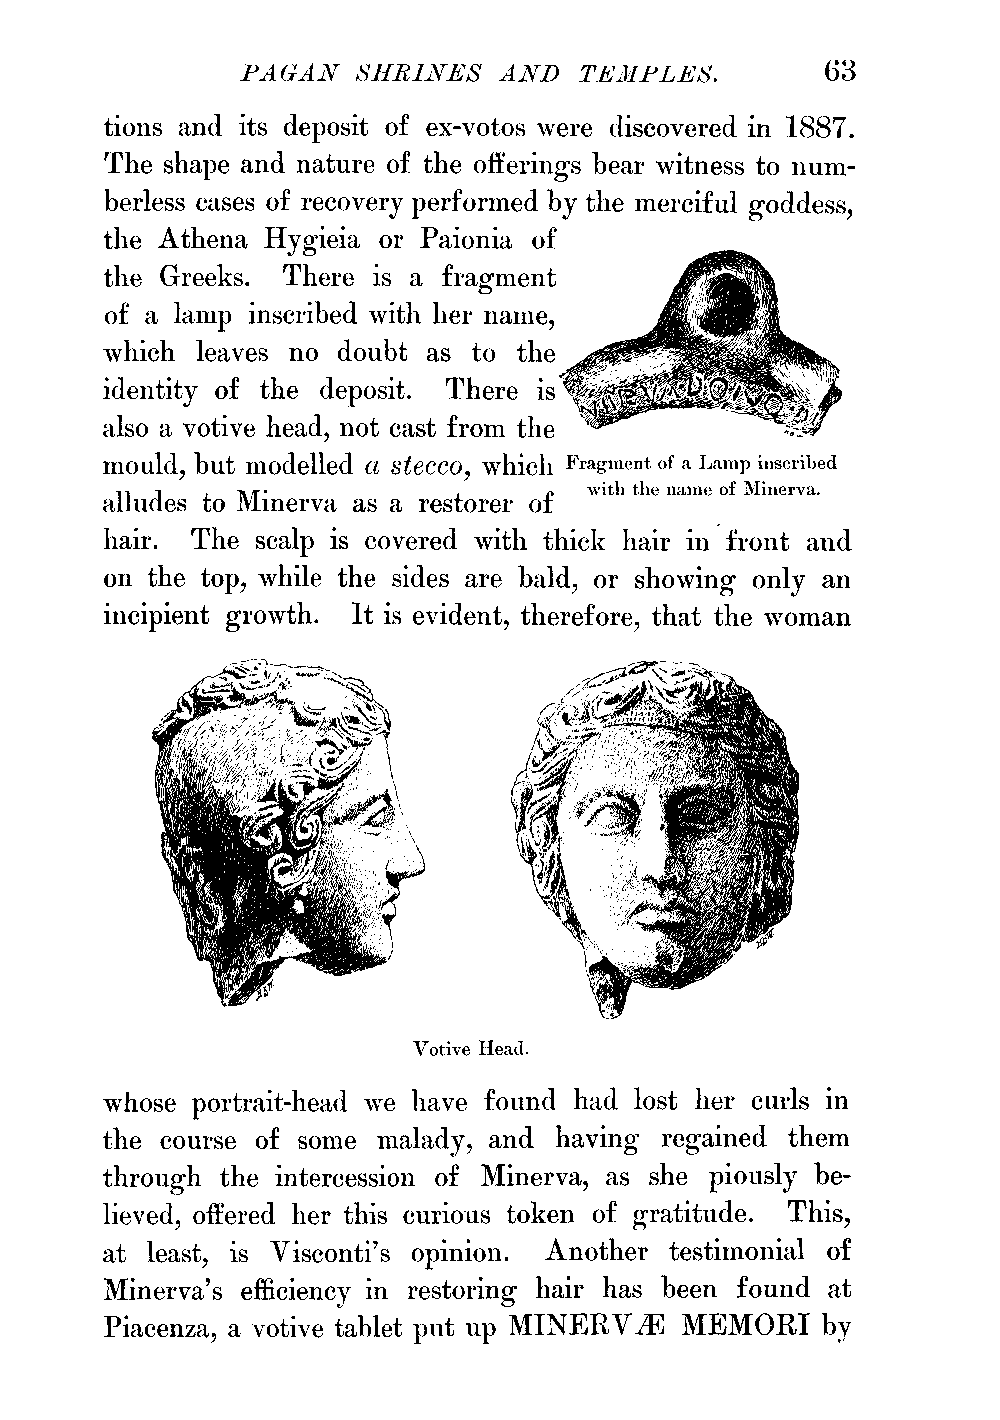 PAGAN SHRINES AND TEMPLES. 63
tions and its deposit of ex-votos were discovered in 1887.
The shape and nature of the offerings bear witness to num-
berless cases of recovery performed by the merciful goddess,
the Athena Hygieia or Paionia of
the Greeks. There is a fragment
of a lamp inscribed with her name,
which leaves no doubt as to the
identity of the deposit. There is
also a votive head, not cast from the
mould, but modelled a stecco, which
alludes to Minerva as a restorer of
Fragment of a Lamp inscribed
with the name of Minerva.
hair. The scalp is covered with thick hair in front and
on the top, while the sides are bald, or showing only an
incipient growth. It is evident, therefore, that the woman
Votive Head.
whose portrait-head we have found had lost her curls in
the course of some malady, and having regained them
through the intercession of Minerva, as she piously be-
lieved, offered her this curious token of gratitude. This,
at least, is Visconti's opinion. Another testimonial of
Minerva's efficiency in restoring hair has been found at
Piacenza, a votive tablet put up MINERVÆ MEMORI by